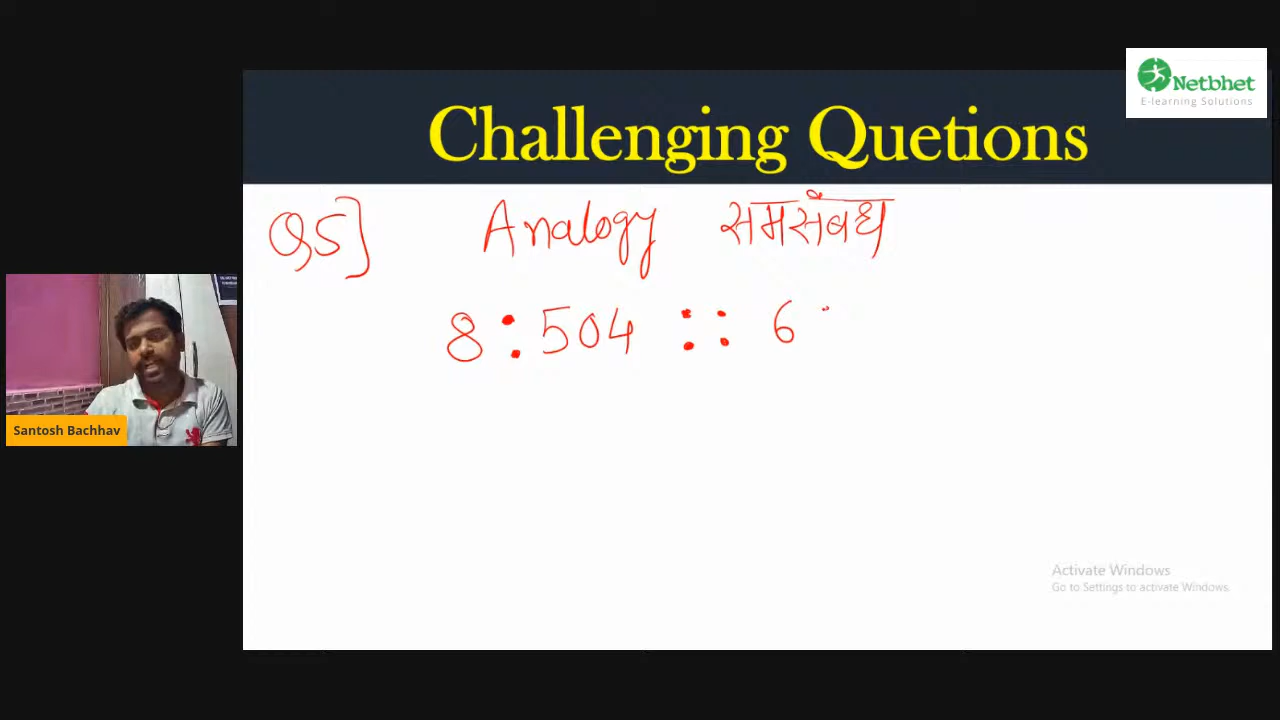 Netbhet
E-learning Solutions
Challenging Quetions
Q5] Analogy समसंबंध
8 : 504 :: 6
Santosh Bachhav
Activate Windows
Go to Settings to activate Windows.